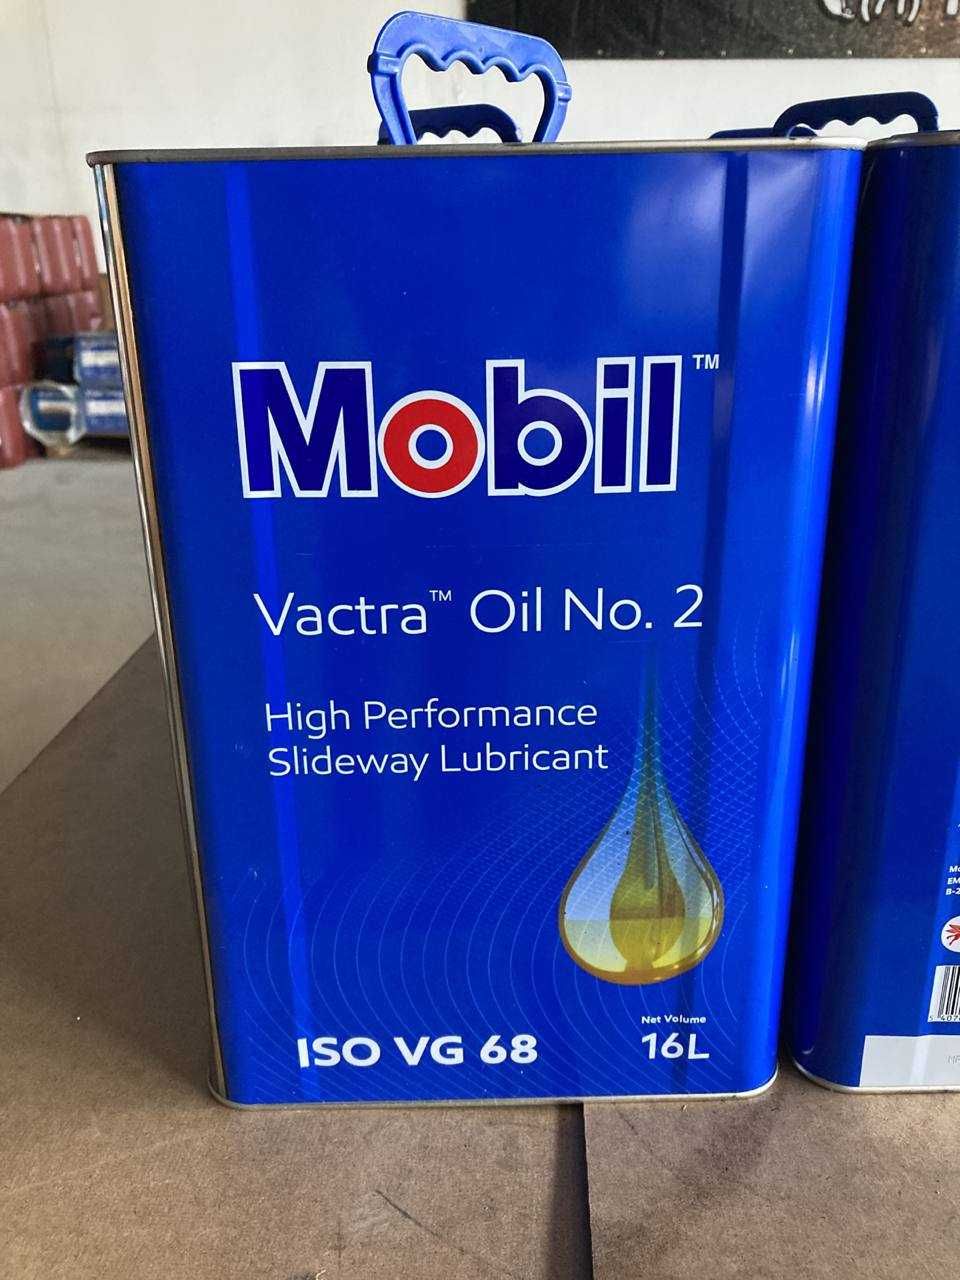 Mobil™
Vactra™ Oil No. 2
High Performance
Slideway Lubricant
Net Volume
ISO VG 68
16L